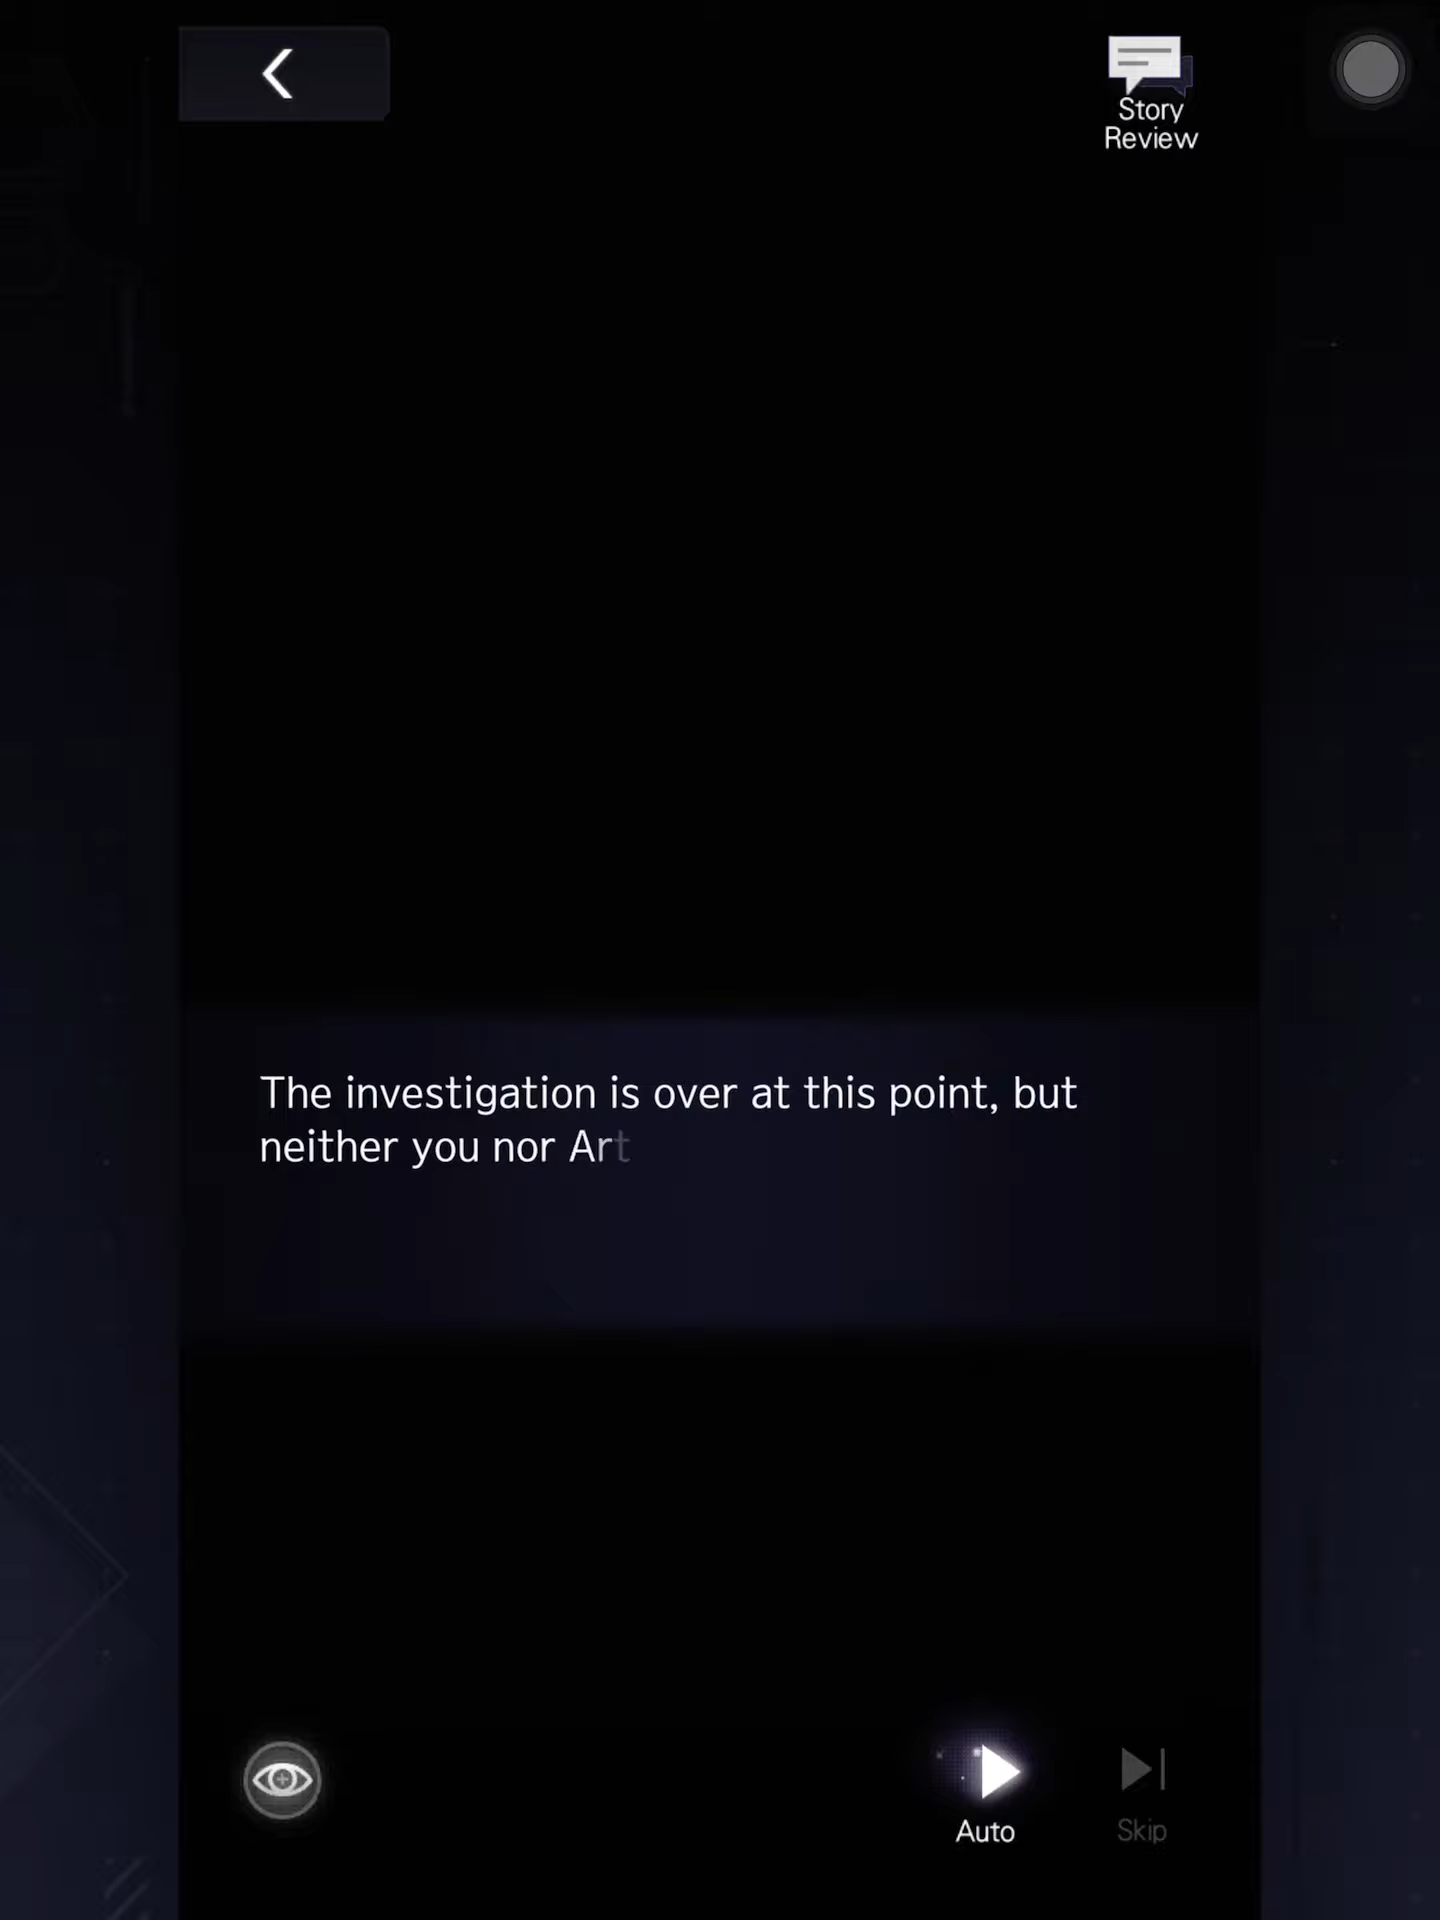 Story
Review
The investigation is over at this point, but
neither you nor Art
Auto
Skip